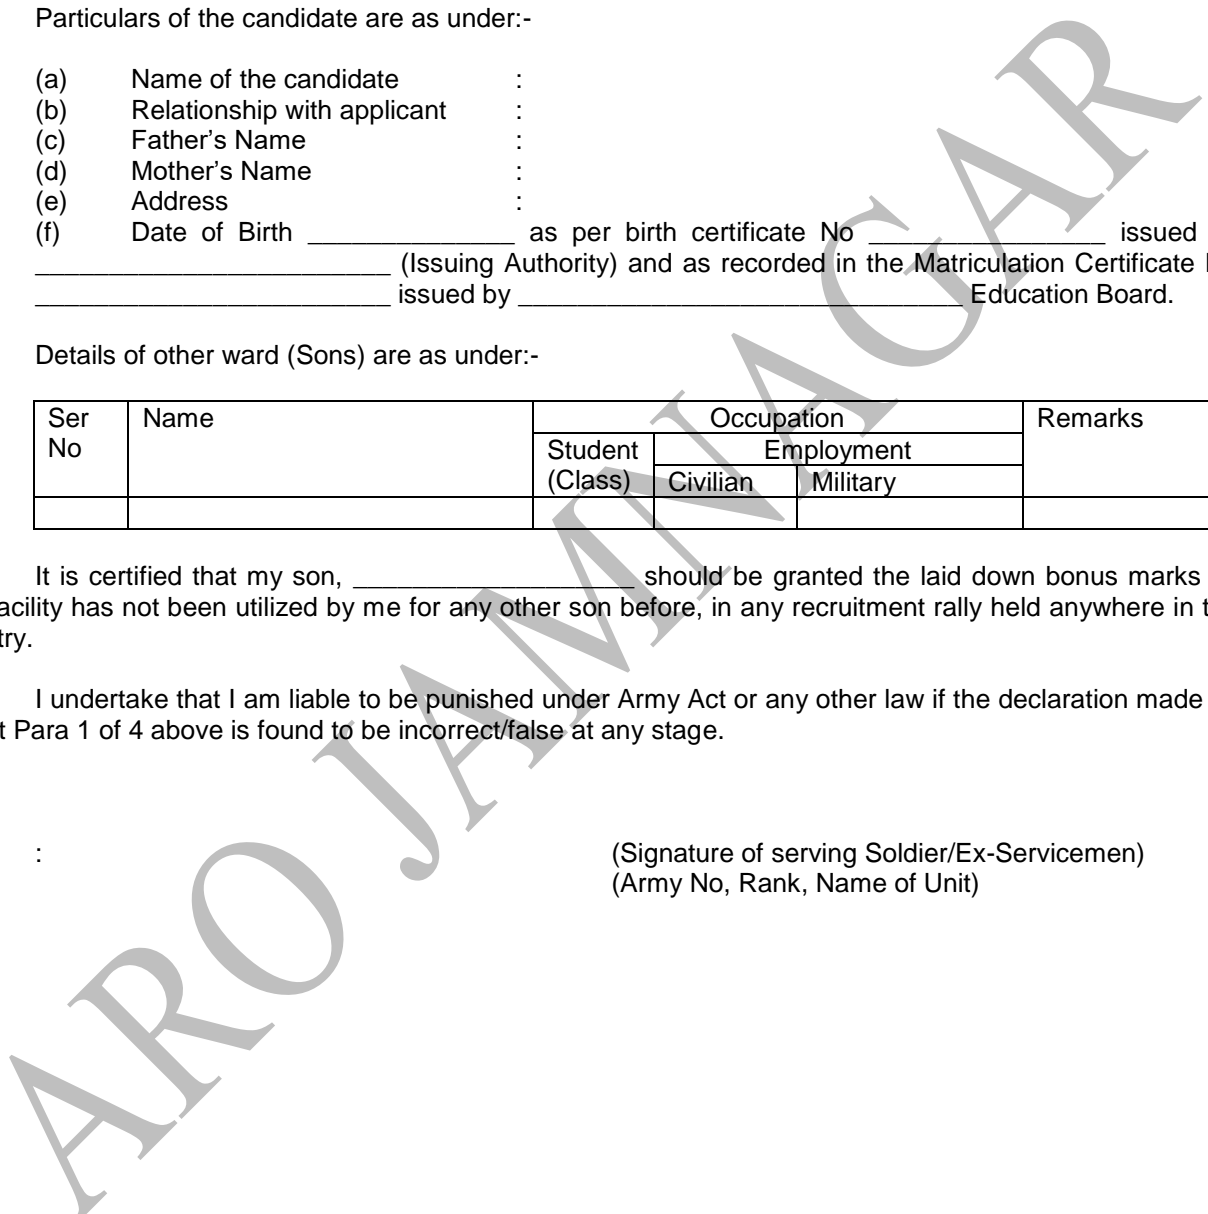 Particulars of the candidate are as under:-
(a) Name of the candidate :
(b) Relationship with applicant :
(c) Father's Name :
(d) Mother's Name :
(e) Address :
(f) Date of Birth ______________ as per birth certificate No ________________ issued
________________________ (Issuing Authority) and as recorded in the Matriculation Certificate
________________________ issued by ______________________________ Education Board.
Details of other ward (Sons) are as under:-
Ser No Name Occupation Remarks
Student (Class) Employment
Civilian Military
It is certified that my son, ___________________ should be granted the laid down bonus marks
acility has not been utilized by me for any other son before, in any recruitment rally held anywhere in t
try.
I undertake that I am liable to be punished under Army Act or any other law if the declaration made
t Para 1 of 4 above is found to be incorrect/false at any stage.
: (Signature of serving Soldier/Ex-Servicemen)
(Army No, Rank, Name of Unit)
ARO JAMNAGAR